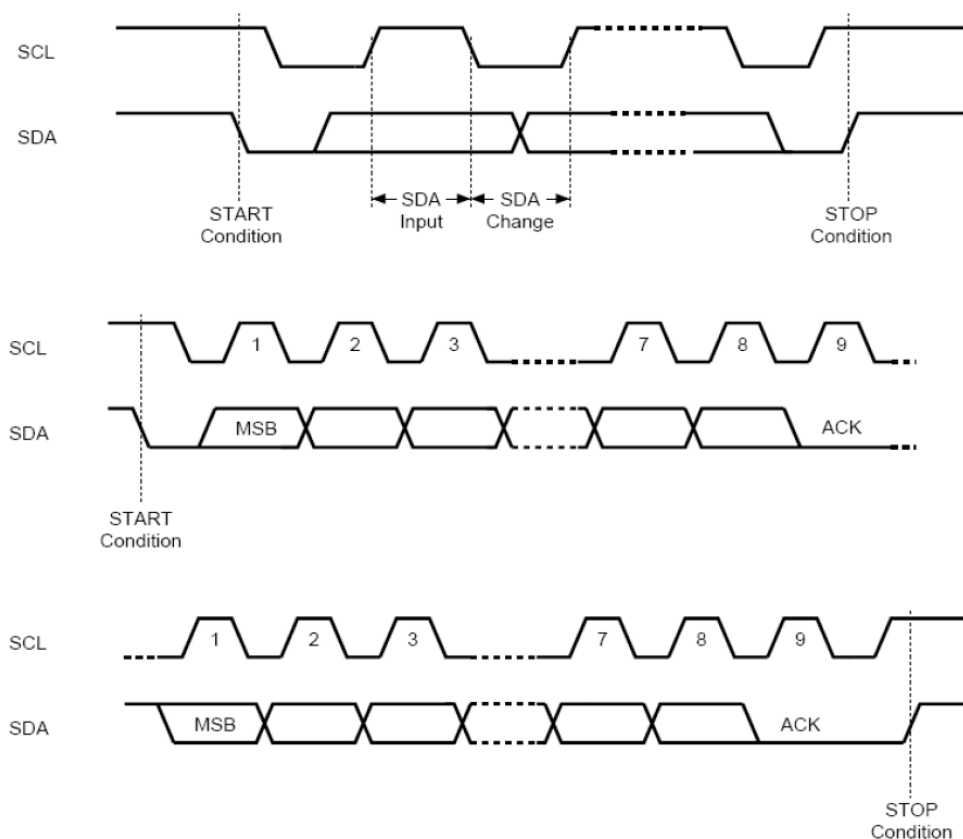 SCL
SDA
SDA
Input
SDA
Change
START
Condition
STOP
Condition
SCL
1 2 3 7 8 9
SDA
MSB ACK
START
Condition
SCL
1 2 3 7 8 9
SDA
MSB ACK
STOP
Condition